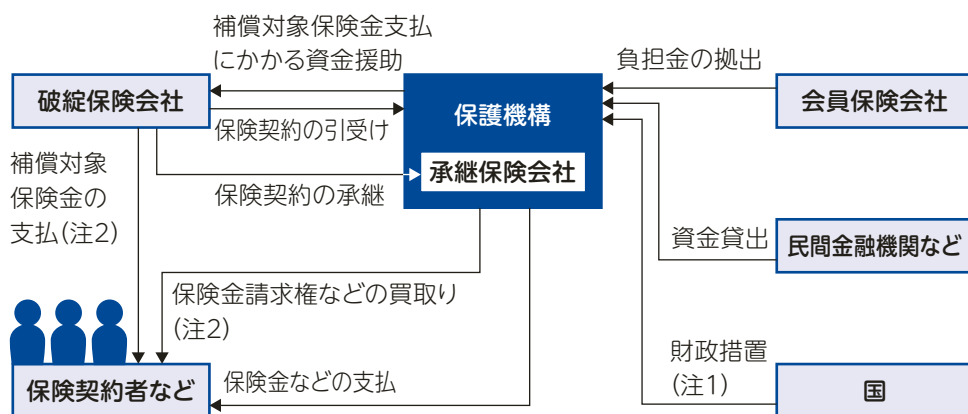 補償対象保険金支払
にかかる資金援助
負担金の拠出
破綻保険会社
保護機構
会員保険会社
保険契約の引受け
補償対象
保険金の
支払(注2)
承継保険会社
保険契約の承継
資金貸出
民間金融機関など
保険金請求権などの買取り
(注2)
財政措置
(注1)
保険契約者など
保険金などの支払
国